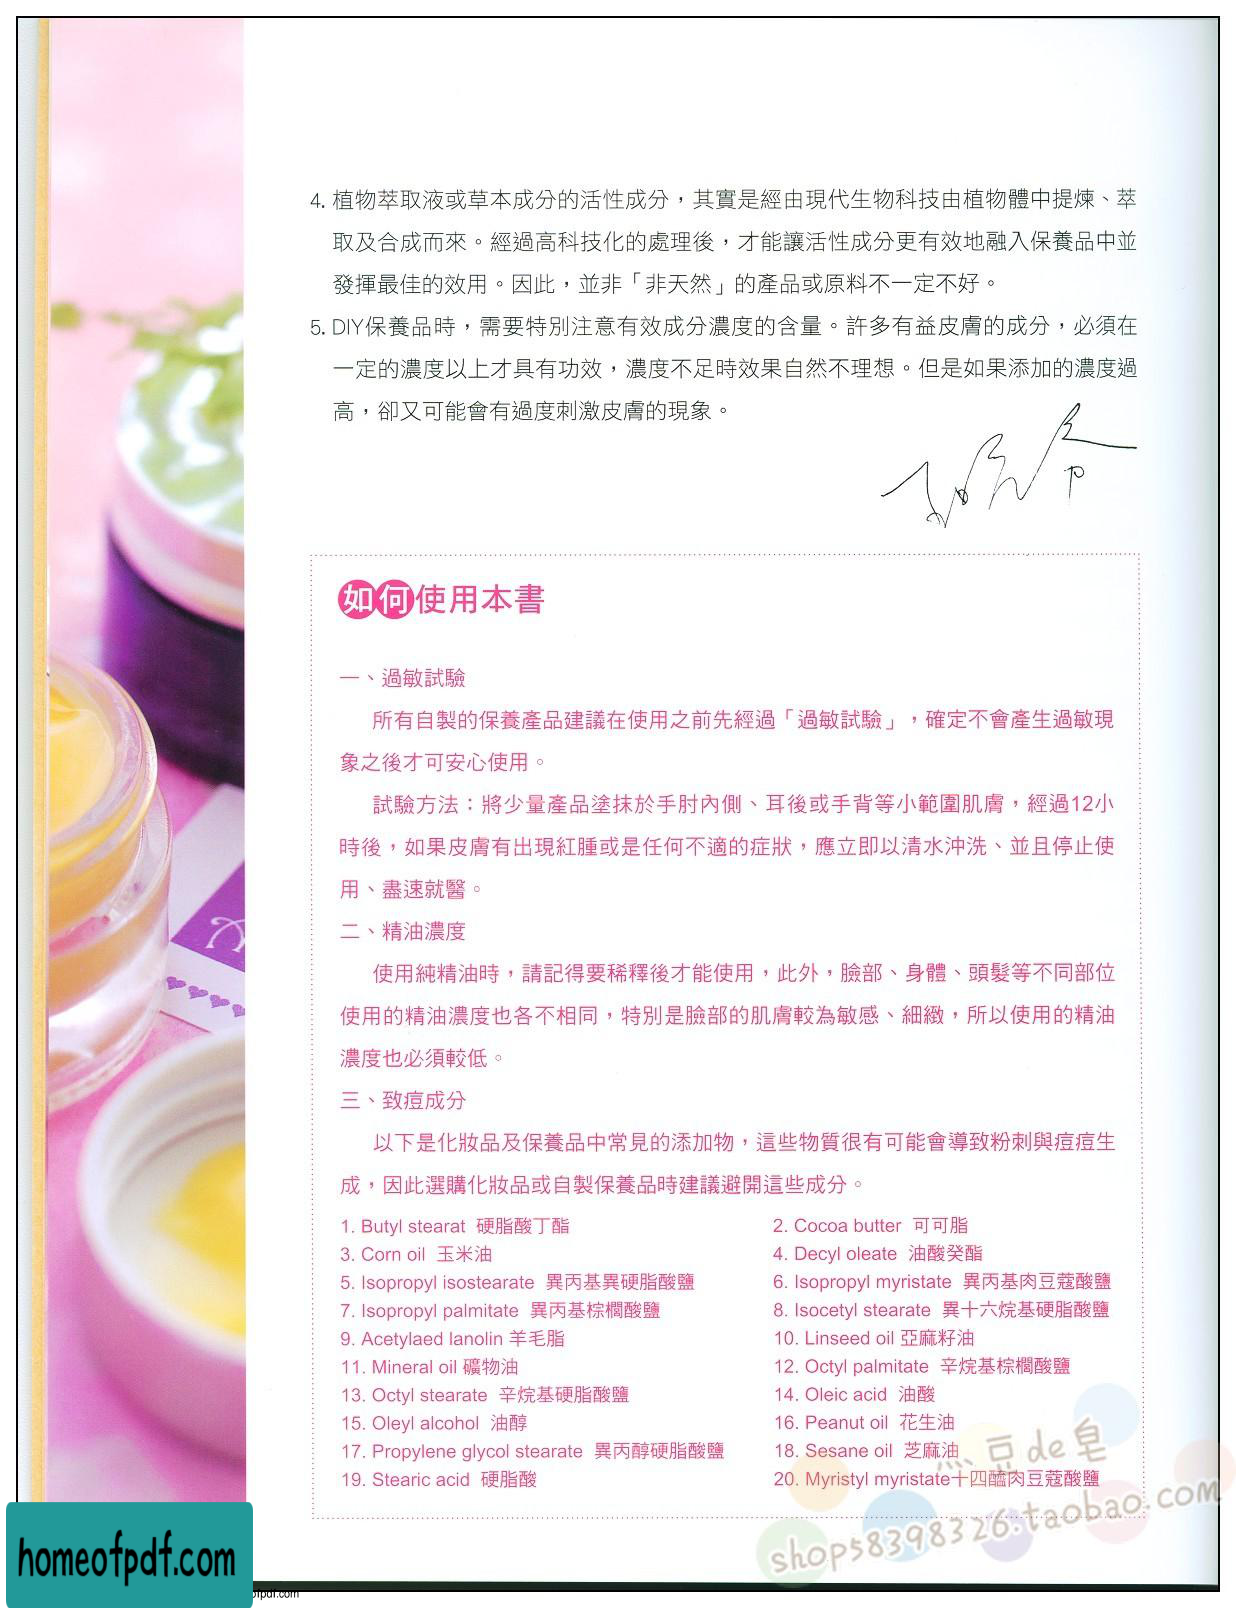 4. 植物萃取液或草本成分的活性成分，其實是經由現代生物科技由植物體中提煉、萃
取及合成而來。經過高科技化的處理後，才能讓活性成分更有效地融入保養品中並
發揮最佳的效用。因此，並非「非天然」的產品或原料不一定不好。
5. DIY保養品時，需要特別注意有效成分濃度的含量。許多有益皮膚的成分，必須在
一定的濃度以上才具有功效，濃度不足時效果自然不理想。但是如果添加的濃度過
高，卻又可能會有過度刺激皮膚的現象。
如何使用本書
一、過敏試驗
所有自製的保養產品建議在使用之前先經過「過敏試驗」，確定不會產生過敏現
象之後才可安心使用。
試驗方法：將少量產品塗抹於手肘內側、耳後或手背等小範圍肌膚，經過12小
時後，如果皮膚有出現紅腫或是任何不適的症狀，應立即以清水沖洗、並且停止使
用、盡速就醫。
二、精油濃度
使用純精油時，請記得要稀釋後才能使用，此外，臉部、身體、頭髮等不同部位
使用的精油濃度也各不相同，特別是臉部的肌膚較為敏感、細緻，所以使用的精油
濃度也必須較低。
三、致痘成分
以下是化妝品及保養品中常見的添加物，這些物質很有可能會導致粉刺與痘痘生
成，因此選購化妝品或自製保養品時建議避開這些成分。
1. Butyl stearat 硬脂酸丁酯
2. Cocoa butter 可可脂
3. Corn oil 玉米油
4. Decyl oleate 油酸癸酯
5. Isopropyl isostearate 異丙基異硬脂酸鹽
6. Isopropyl myristate 異丙基肉豆蔻酸鹽
7. Isopropyl palmitate 異丙基棕櫚酸鹽
8. Isocetyl stearate 異十六烷基硬脂酸鹽
9. Acetylaed lanolin 羊毛脂
10. Linseed oil 亞麻籽油
11. Mineral oil 礦物油
12. Octyl palmitate 辛烷基棕櫚酸鹽
13. Octyl stearate 辛烷基硬脂酸鹽
14. Oleic acid 油酸
15. Oleyl alcohol 油醇
16. Peanut oil 花生油
17. Propylene glycol stearate 異丙醇硬脂酸鹽
18. Sesane oil 芝麻油
19. Stearic acid 硬脂酸
20. Myristyl myristate十四醯肉豆蔻酸鹽
豆de皂
shop58398326.taobao.com
homeofpdf.com
ofpdf.com